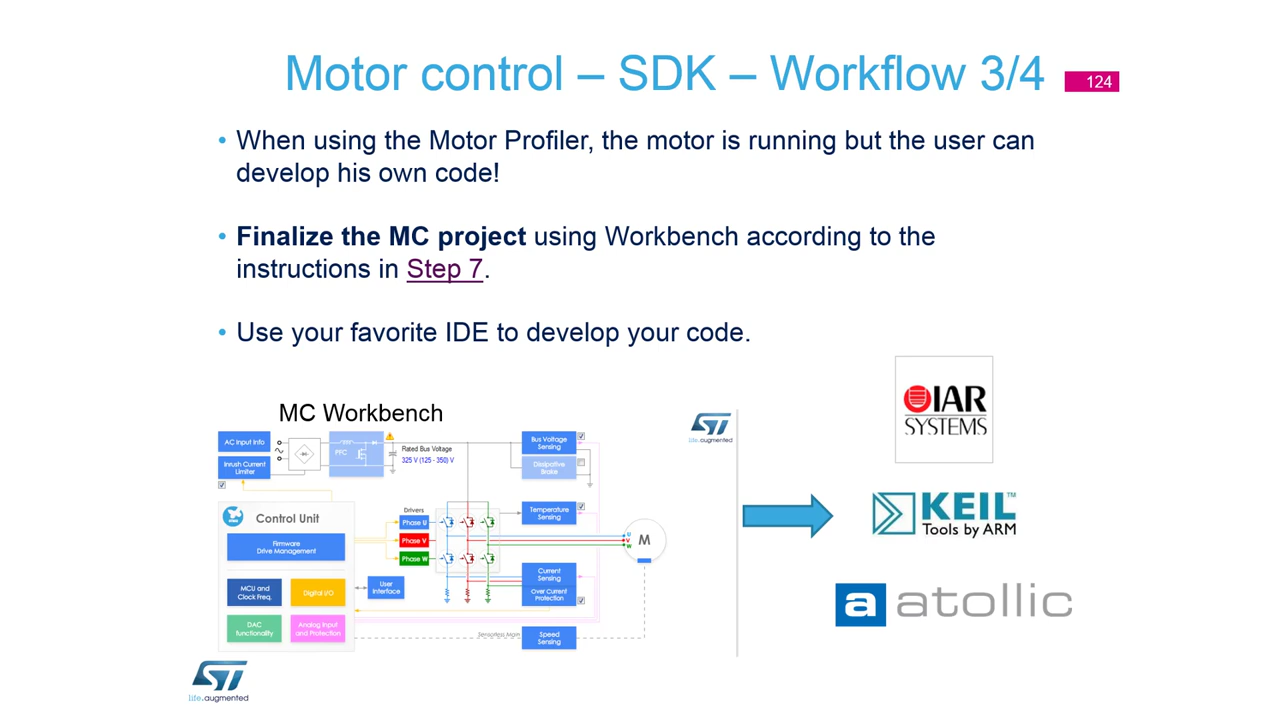 Motor control – SDK – Workflow 3/4
124
• When using the Motor Profiler, the motor is running but the user can
develop his own code!
• Finalize the MC project using Workbench according to the
instructions in Step 7.
• Use your favorite IDE to develop your code.
MC Workbench
AC Input Info
Inrush Current
Limiter
PFC
Rated Bus Voltage
325 V (125 - 350) V
Bus Voltage
Sensing
Dissipative
Brake
ST
life.augmented
Control Unit
Firmware
Drive Management
MCU and
Clock Freq.
Digital I/O
DAC
functionality
Analog Input
and Protection
User
Interface
Drivers
Phase U
Phase V
Phase W
Temperature
Sensing
Current
Sensing
Over Current
Protection
Sensorless Main
Speed
Sensing
U
V
W
M
IAR
SYSTEMS
KEIL™
Tools by ARM
a atollic
ST
life.augmented